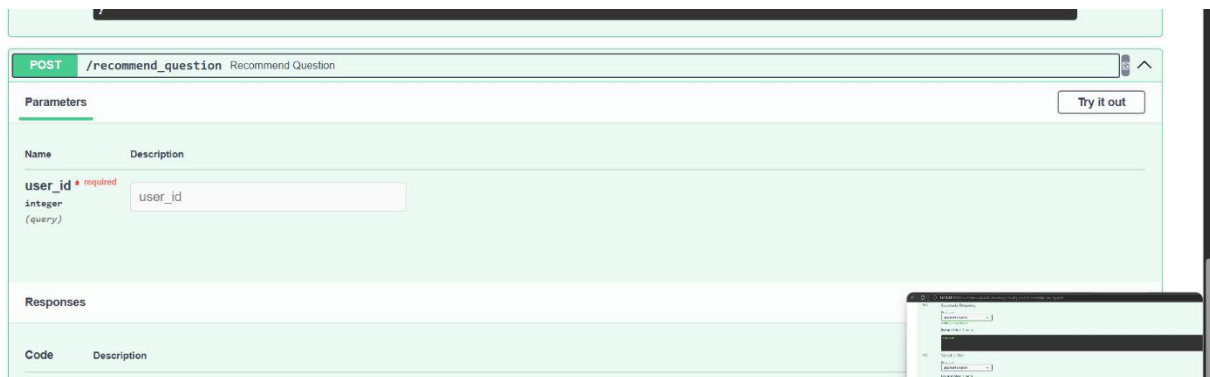 POST /recommend_question Recommend Question
Parameters
Try it out
Name Description
user_id * required
integer
(query)
user_id
Responses
Code Description